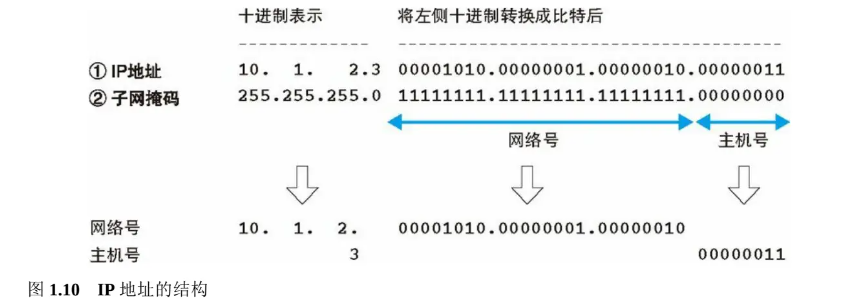 十进制表示 将左侧十进制转换成比特后
① IP地址 10. 1. 2.3 00001010.00000001.00000010.00000011
② 子网掩码 255.255.255.0 11111111.11111111.11111111.00000000
网络号 主机号
网络号 10. 1. 2. 00001010.00000001.00000010
主机号 3 00000011
图 1.10 IP 地址的结构